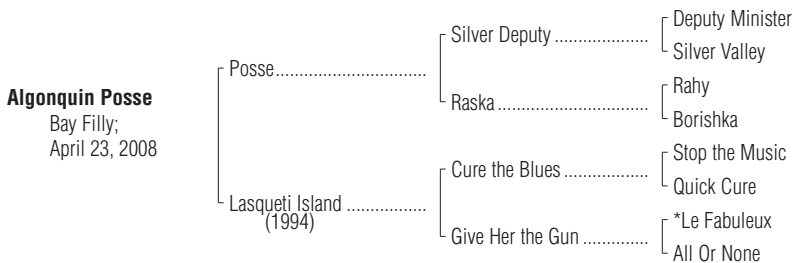 Algonquin Posse
Bay Filly;
April 23, 2008
Posse..............................
Lasqueti Island ................
(1994)
Silver Deputy ...................
Raska..............................
Cure the Blues .................
Give Her the Gun .............
Deputy Minister
Silver Valley
Rahy
Borishka
Stop the Music
Quick Cure
*Le Fabuleux
All Or None